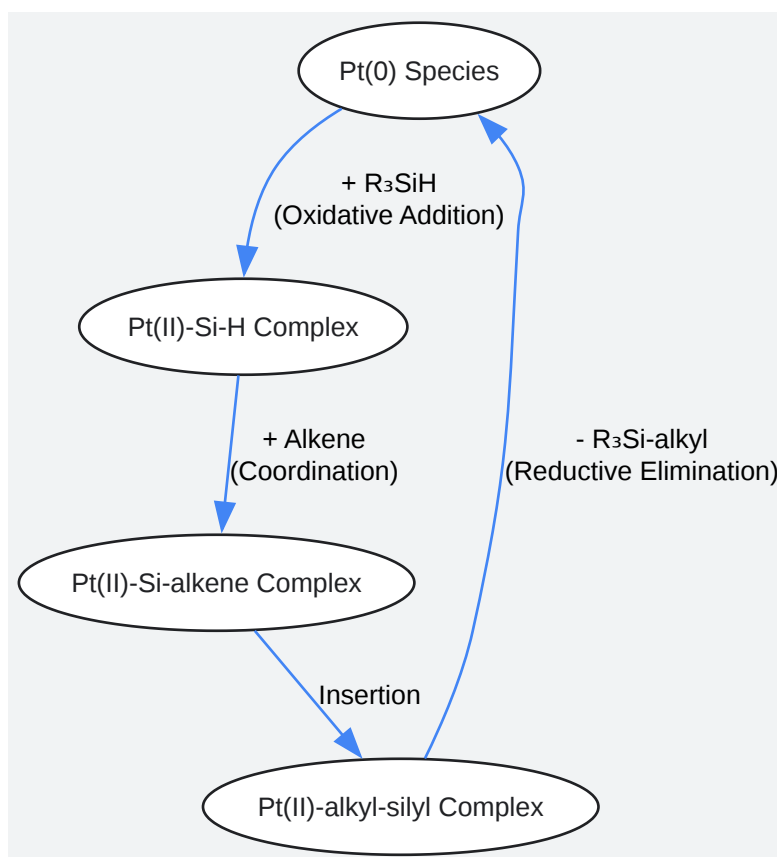 Pt(0) Species
+ R₃SiH
(Oxidative Addition)
Pt(II)-Si-H Complex
+ Alkene
(Coordination)
- R₃Si-alkyl
(Reductive Elimination)
Pt(II)-Si-alkene Complex
Insertion
Pt(II)-alkyl-silyl Complex